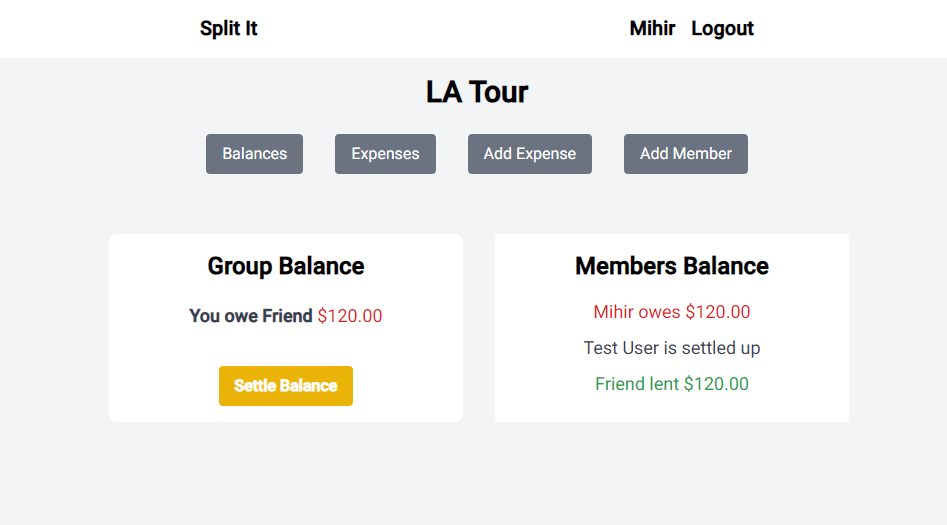 Split It
Mihir Logout
LA Tour
Balances
Expenses
Add Expense
Add Member
Group Balance
You owe Friend $120.00
Settle Balance
Members Balance
Mihir owes $120.00
Test User is settled up
Friend lent $120.00